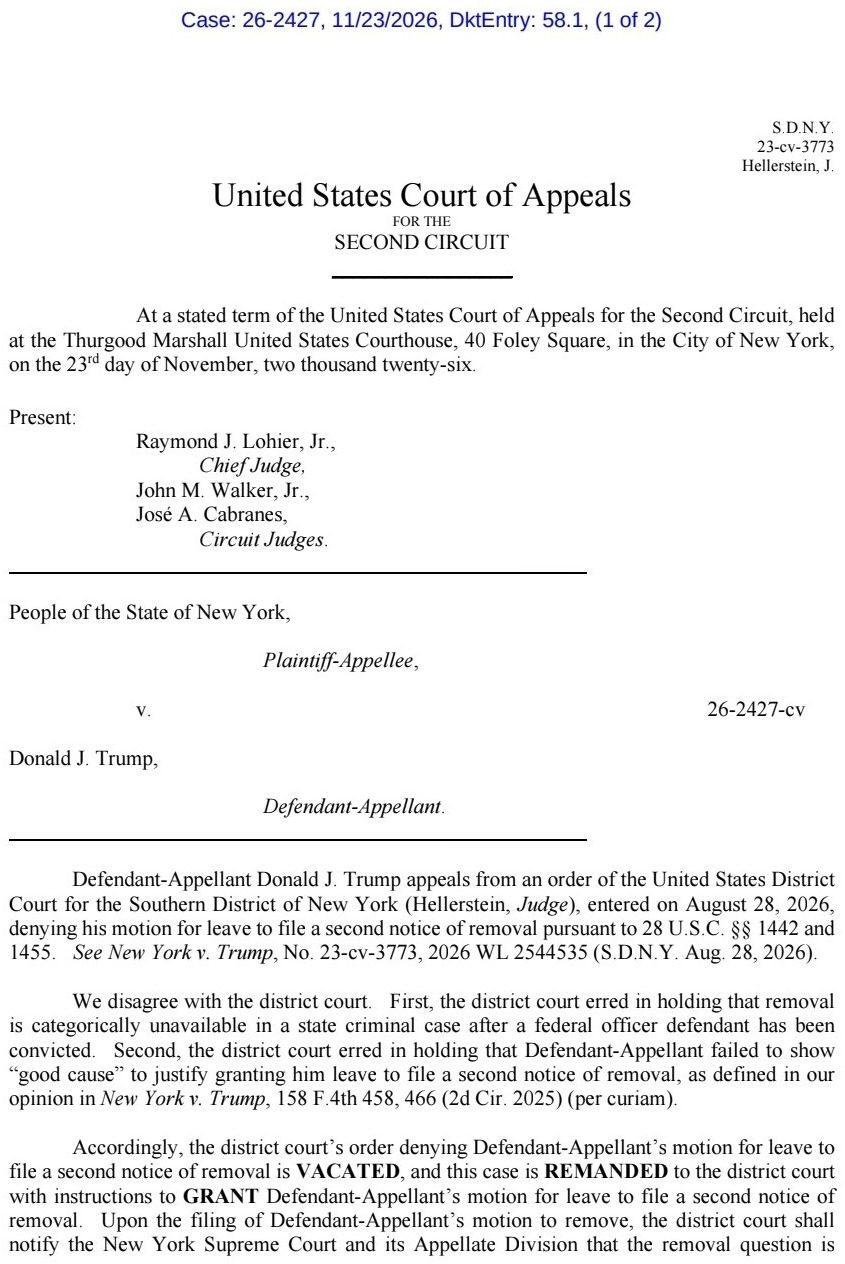 Case: 26-2427, 11/23/2026, DktEntry: 58.1, (1 of 2)
S.D.N.Y.
23-cv-3773
Hellerstein, J.
United States Court of Appeals
FOR THE
SECOND CIRCUIT
At a stated term of the United States Court of Appeals for the Second Circuit, held
at the Thurgood Marshall United States Courthouse, 40 Foley Square, in the City of New York,
on the 23rd day of November, two thousand twenty-six.
Present:
Raymond J. Lohier, Jr.,
Chief Judge,
John M. Walker, Jr.,
José A. Cabranes,
Circuit Judges.
People of the State of New York,
Plaintiff-Appellee,
v. 26-2427-cv
Donald J. Trump,
Defendant-Appellant.
Defendant-Appellant Donald J. Trump appeals from an order of the United States District
Court for the Southern District of New York (Hellerstein, Judge), entered on August 28, 2026,
denying his motion for leave to file a second notice of removal pursuant to 28 U.S.C. §§ 1442 and
1455. See New York v. Trump, No. 23-cv-3773, 2026 WL 2544535 (S.D.N.Y. Aug. 28, 2026).
We disagree with the district court. First, the district court erred in holding that removal
is categorically unavailable in a state criminal case after a federal officer defendant has been
convicted. Second, the district court erred in holding that Defendant-Appellant failed to show
“good cause” to justify granting him leave to file a second notice of removal, as defined in our
opinion in New York v. Trump, 158 F.4th 458, 466 (2d Cir. 2025) (per curiam).
Accordingly, the district court’s order denying Defendant-Appellant’s motion for leave to
file a second notice of removal is VACATED, and this case is REMANDED to the district court
with instructions to GRANT Defendant-Appellant’s motion for leave to file a second notice of
removal. Upon the filing of Defendant-Appellant’s motion to remove, the district court shall
notify the New York Supreme Court and its Appellate Division that the removal question is